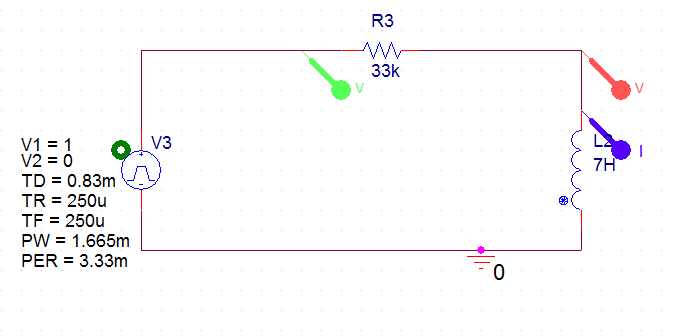 R3
33k
V
V
V3
L2
I
7H
V1 = 1
V2 = 0
TD = 0.83m
TR = 250u
TF = 250u
PW = 1.665m
PER = 3.33m
0